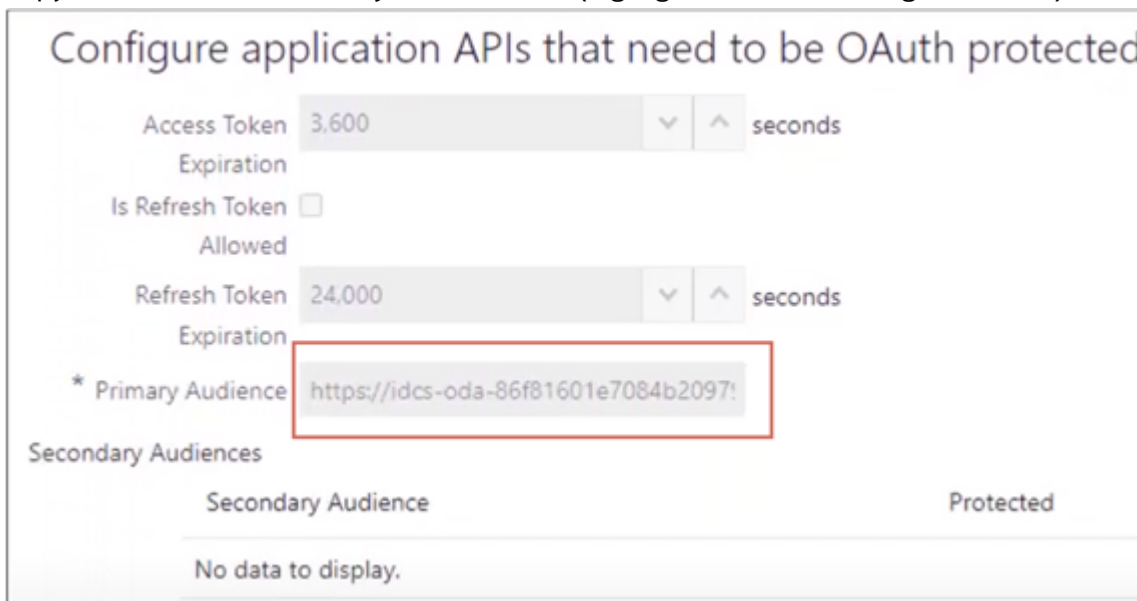 Configure application APIs that need to be OAuth protected
Access Token 3,600 seconds
Expiration
Is Refresh Token
Allowed
Refresh Token 24,000 seconds
Expiration
* Primary Audience https://idcs-oda-86f81601e7084b2097
Secondary Audiences
Secondary Audience Protected
No data to display.